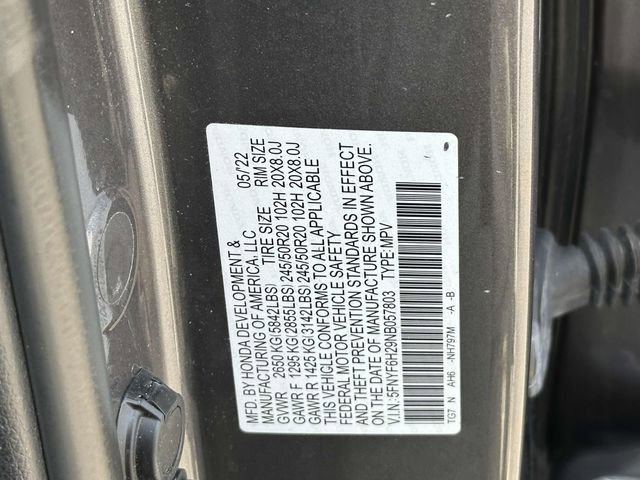 MFD. BY HONDA DEVELOPMENT &
MANUFACTURING OF AMERICA, LLC 05/22
GVWR 2650 KG(5842LBS) TIRE SIZE RIM SIZE
GAWR F 1295 KG(2855LBS) 245/50R20 102H 20X8.0J
GAWR R 1425 KG(3142LBS) 245/50R20 102H 20X8.0J
THIS VEHICLE CONFORMS TO ALL APPLICABLE
FEDERAL MOTOR VEHICLE SAFETY
AND THEFT PREVENTION STANDARDS IN EFFECT
ON THE DATE OF MANUFACTURE SHOWN ABOVE.
V.I.N.:5FNYF6H29NB057803 TYPE:MPV
TG7 N AH6 -NH797M -A -B